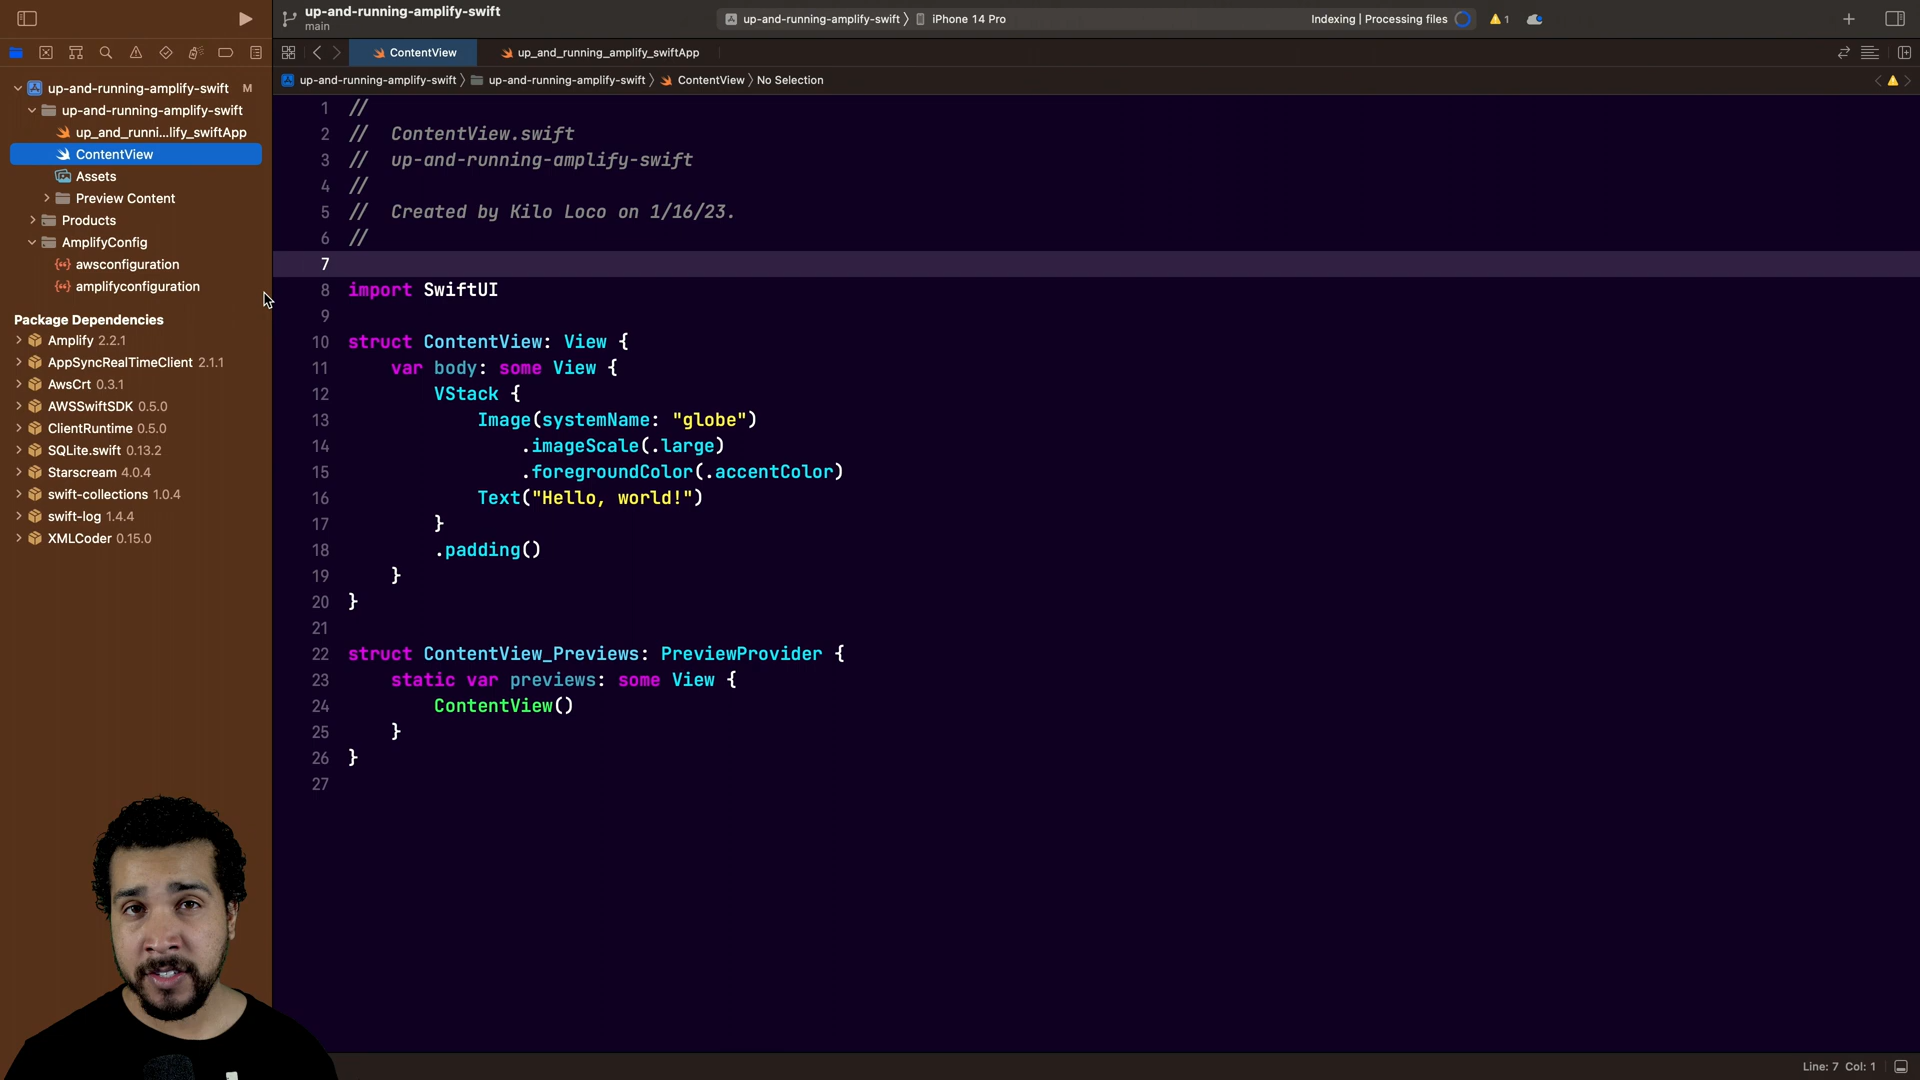 up-and-running-amplify-swift
main
up-and-running-amplify-swift 〉 iPhone 14 Pro
Indexing | Processing files
1
ContentView
up_and_running_amplify_swiftApp
up-and-running-amplify-swift 〉 up-and-running-amplify-swift 〉 ContentView 〉 No Selection
up-and-running-amplify-swift M
up-and-running-amplify-swift
up_and_runni...lify_swiftApp
ContentView
Assets
Preview Content
Products
AmplifyConfig
awsconfiguration
amplifyconfiguration
Package Dependencies
Amplify 2.2.1
AppSyncRealTimeClient 2.1.1
AwsCrt 0.3.1
AWSSwiftSDK 0.5.0
ClientRuntime 0.5.0
SQLite.swift 0.13.2
Starscream 4.0.4
swift-collections 1.0.4
swift-log 1.4.4
XMLCoder 0.15.0
1 //
2 //  ContentView.swift
3 //  up-and-running-amplify-swift
4 //
5 //  Created by Kilo Loco on 1/16/23.
6 //
7
8 import SwiftUI
9
10 struct ContentView: View {
11     var body: some View {
12         VStack {
13             Image(systemName: "globe")
14                 .imageScale(.large)
15                 .foregroundColor(.accentColor)
16             Text("Hello, world!")
17         }
18         .padding()
19     }
20 }
21
22 struct ContentView_Previews: PreviewProvider {
23     static var previews: some View {
24         ContentView()
25     }
26 }
27
Line: 7 Col: 1